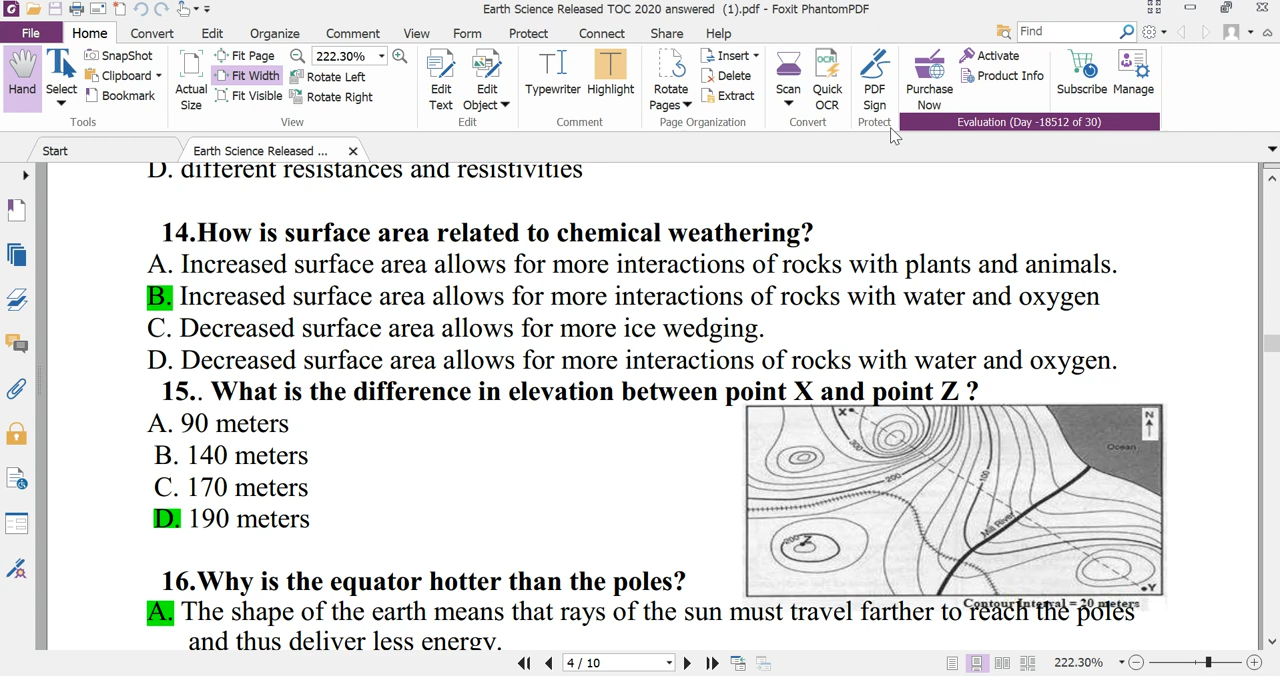 Earth Science Released TOC 2020 answered (1).pdf - Foxit PhantomPDF
File Home Convert Edit Organize Comment View Form Protect Connect Share Help Find
Hand Select SnapShot Clipboard Bookmark Tools
Actual Size Fit Page Fit Width Fit Visible 222.30% Rotate Left Rotate Right View
Edit Text Edit Object Edit
Typewriter Highlight Comment
Rotate Pages Insert Delete Extract Page Organization
Scan Quick OCR Convert
PDF Sign Protect
Purchase Now Activate Product Info Subscribe Manage
Evaluation (Day -18512 of 30)
Start Earth Science Released ...
D. different resistances and resistivities
14.How is surface area related to chemical weathering?
A. Increased surface area allows for more interactions of rocks with plants and animals.
B. Increased surface area allows for more interactions of rocks with water and oxygen
C. Decreased surface area allows for more ice wedging.
D. Decreased surface area allows for more interactions of rocks with water and oxygen.
15.. What is the difference in elevation between point X and point Z ?
A. 90 meters
B. 140 meters
C. 170 meters
D. 190 meters
X
N
300
Ocean
200
100
200
Z
Mill River
Y
Contour Interval = 20 meters
16.Why is the equator hotter than the poles?
A. The shape of the earth means that rays of the sun must travel farther to reach the poles
and thus deliver less energy.
4 / 10
222.30%